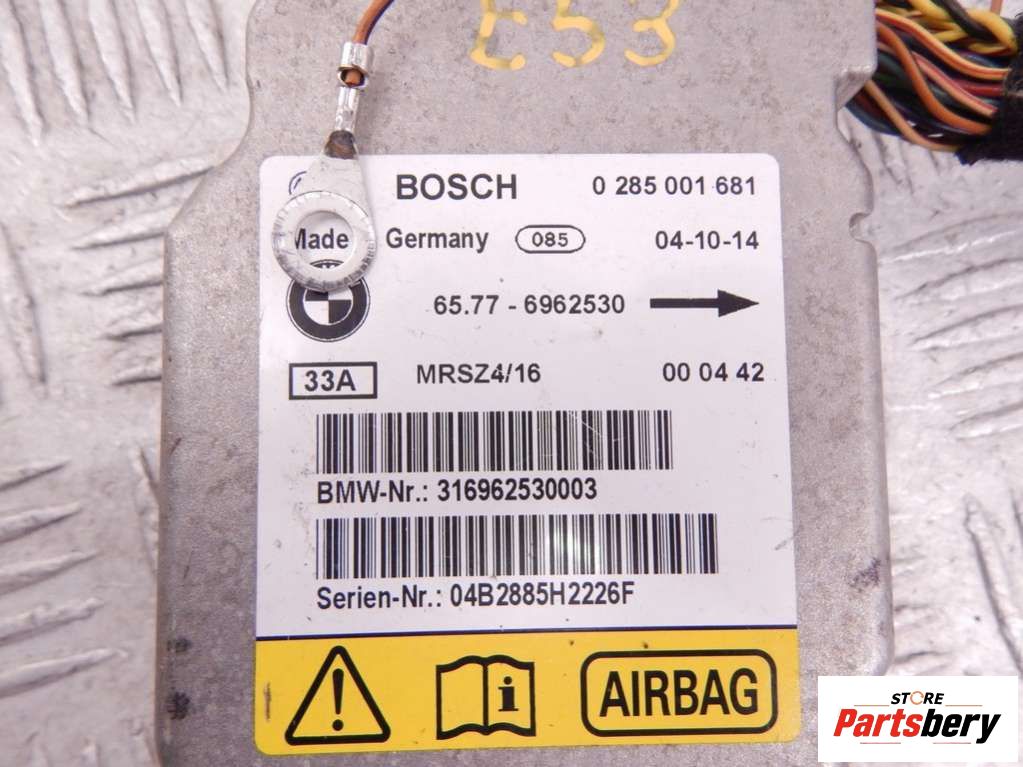 E53
BOSCH 0 285 001 681
Made Germany 085 04-10-14
65.77 - 6962530
33A MRSZ4/16 00 04 42
BMW-Nr.: 316962530003
Serien-Nr.: 04B2885H2226F
AIRBAG
STORE
Partsbery